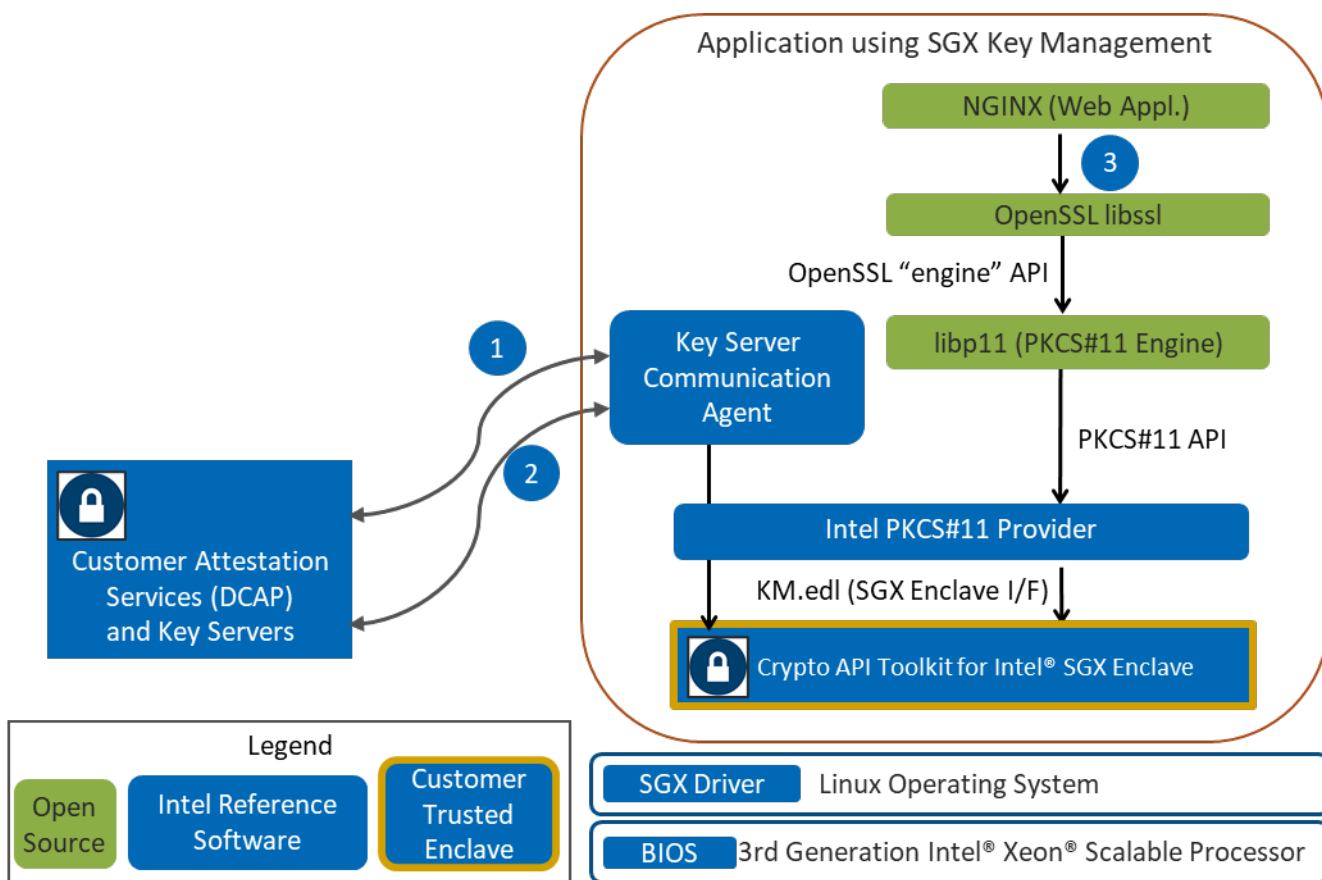 Application using SGX Key Management
NGINX (Web Appl.)
3
OpenSSL libssl
OpenSSL “engine” API
1
Key Server
Communication
Agent
libp11 (PKCS#11 Engine)
PKCS#11 API
2
Customer Attestation
Services (DCAP)
and Key Servers
Intel PKCS#11 Provider
KM.edl (SGX Enclave I/F)
Crypto API Toolkit for Intel® SGX Enclave
Legend
Open
Source
Intel Reference
Software
Customer
Trusted
Enclave
SGX Driver Linux Operating System
BIOS 3rd Generation Intel® Xeon® Scalable Processor